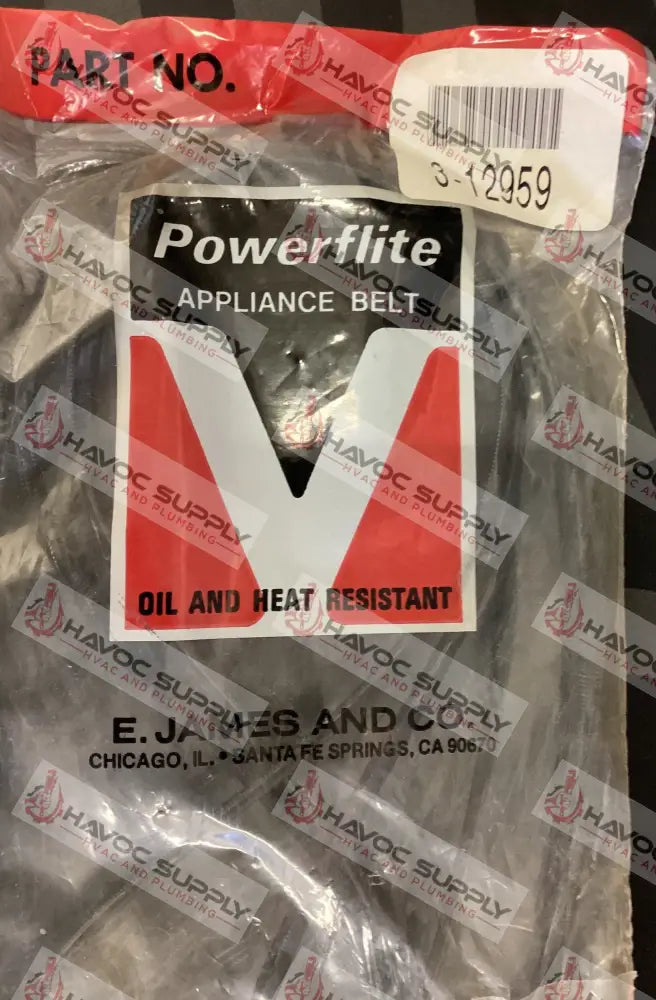 PART NO.
3-12959
Powerflite
APPLIANCE BELT
V
OIL AND HEAT RESISTANT
E. JAMES AND CO.
CHICAGO, IL. • SANTA FE SPRINGS, CA 90670
HAVOC SUPPLY
HVAC AND PLUMBING